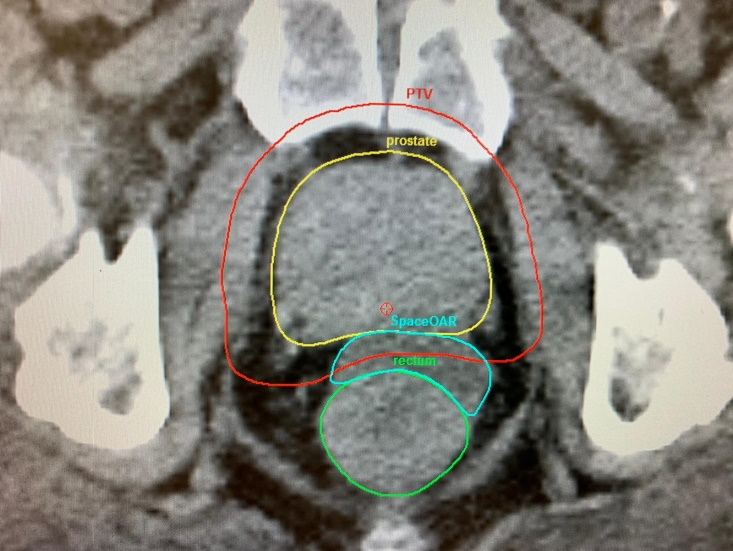 PTV
prostate
SpaceOAR
rectum